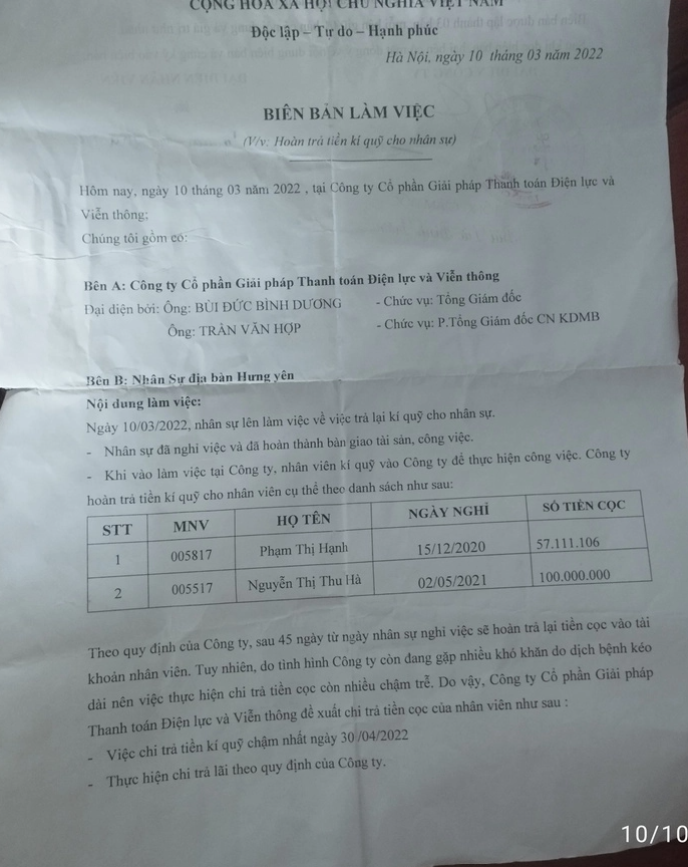 CỘNG HÒA XÃ HỘI CHỦ NGHĨA VIỆT NAM
Độc lập – Tự do – Hạnh phúc
Hà Nội, ngày 10 tháng 03 năm 2022
BIÊN BẢN LÀM VIỆC
(V/v: Hoàn trả tiền kí quỹ cho nhân sự)
Hôm nay, ngày 10 tháng 03 năm 2022 , tại Công ty Cổ phần Giải pháp Thanh toán Điện lực và
Viễn thông;
Chúng tôi gồm có:
Bên A: Công ty Cổ phần Giải pháp Thanh toán Điện lực và Viễn thông
Đại diện bởi: Ông: BÙI ĐỨC BÌNH DƯƠNG - Chức vụ: Tổng Giám đốc
Ông: TRẦN VĂN HỢP - Chức vụ: P.Tổng Giám đốc CN KDMB
Bên B: Nhân Sự địa bàn Hưng yên
Nội dung làm việc:
Ngày 10/03/2022, nhân sự lên làm việc về việc trả lại kí quỹ cho nhân sự.
- Nhân sự đã nghỉ việc và đã hoàn thành bàn giao tài sản, công việc.
- Khi vào làm việc tại Công ty, nhân viên kí quỹ vào Công ty để thực hiện công việc. Công ty
hoàn trả tiền kí quỹ cho nhân viên cụ thể theo danh sách như sau:
STT MNV HỌ TÊN NGÀY NGHỈ SỐ TIỀN CỌC
1 005817 Phạm Thị Hạnh 15/12/2020 57.111.106
2 005517 Nguyễn Thị Thu Hà 02/05/2021 100.000.000
Theo quy định của Công ty, sau 45 ngày từ ngày nhân sự nghỉ việc sẽ hoàn trả lại tiền cọc vào tài
khoản nhân viên. Tuy nhiên, do tình hình Công ty còn đang gặp nhiều khó khăn do dịch bệnh kéo
dài nên việc thực hiện chi trả tiền cọc còn nhiều chậm trễ. Do vậy, Công ty Cổ phần Giải pháp
Thanh toán Điện lực và Viễn thông đề xuất chi trả tiền cọc của nhân viên như sau :
- Việc chi trả tiền kí quỹ chậm nhất ngày 30/04/2022
- Thực hiện chi trả lãi theo quy định của Công ty.
10/10